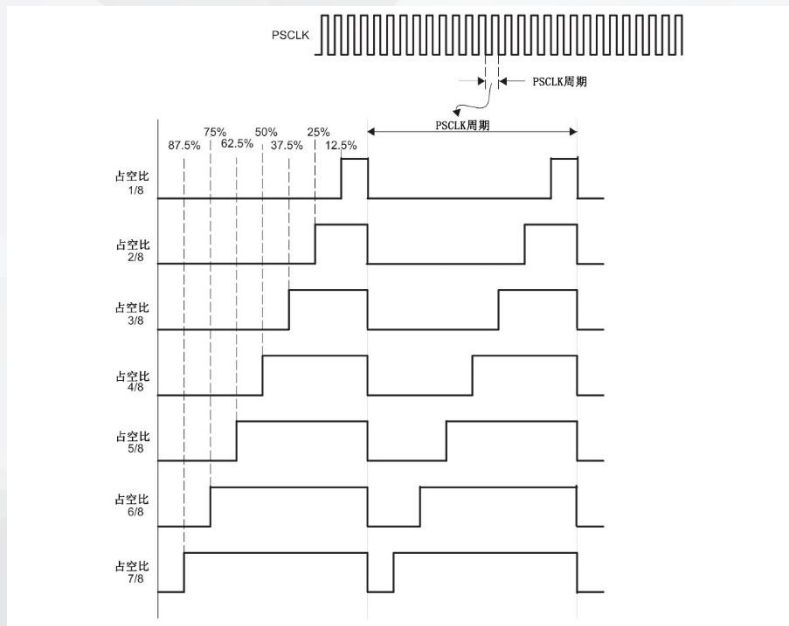 PSCLK
PSCLK周期
PSCLK周期
87.5%
75%
62.5%
50%
37.5%
25%
12.5%
占空比
1/8
占空比
2/8
占空比
3/8
占空比
4/8
占空比
5/8
占空比
6/8
占空比
7/8